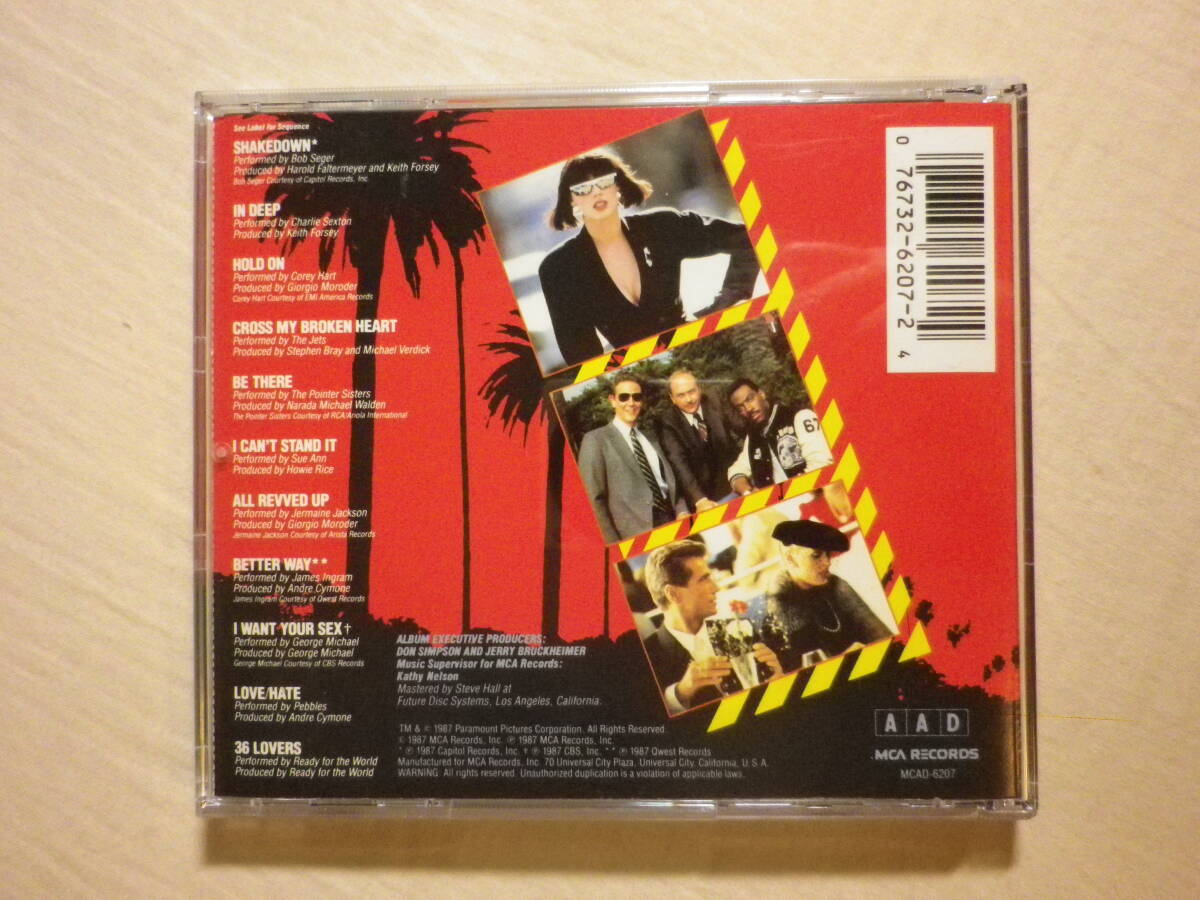 See Label for Sequence
SHAKEDOWN*
Performed by Bob Seger
Produced by Harold Faltermeyer and Keith Forsey
Bob Seger Courtesy of Capitol Records, Inc.
IN DEEP
Performed by Charlie Sexton
Produced by Keith Forsey
HOLD ON
Performed by Corey Hart
Produced by Giorgio Moroder
Corey Hart Courtesy of EMI America Records
CROSS MY BROKEN HEART
Performed by The Jets
Produced by Stephen Bray and Michael Verdick
BE THERE
Performed by The Pointer Sisters
Produced by Narada Michael Walden
The Pointer Sisters Courtesy of RCA/Ariola International
I CAN'T STAND IT
Performed by Sue Ann
Produced by Howie Rice
ALL REVVED UP
Performed by Jermaine Jackson
Produced by Giorgio Moroder
Jermaine Jackson Courtesy of Arista Records
BETTER WAY**
Performed by James Ingram
Produced by Andre Cymone
James Ingram Courtesy of Qwest Records
I WANT YOUR SEX†
Performed by George Michael
Produced by George Michael
George Michael Courtesy of CBS Records
LOVE/HATE
Performed by Pebbles
Produced by Andre Cymone
36 LOVERS
Performed by Ready for the World
Produced by Ready for the World
ALBUM EXECUTIVE PRODUCERS:
DON SIMPSON AND JERRY BRUCKHEIMER
Music Supervisor for MCA Records:
Kathy Nelson
Mastered by Steve Hall at
Future Disc Systems, Los Angeles, California.
TM & © 1987 Paramount Pictures Corporation. All Rights Reserved.
© 1987 MCA Records, Inc. ℗ 1987 MCA Records, Inc.
* ℗ 1987 Capitol Records, Inc. † ℗ 1987 CBS, Inc. ** ℗ 1987 Qwest Records
Manufactured for MCA Records, Inc. 70 Universal City Plaza, Universal City, California, U.S.A.
WARNING: All rights reserved. Unauthorized duplication is a violation of applicable laws.
67
0 76732-6207-2 4
AAD
MCA RECORDS
MCAD-6207